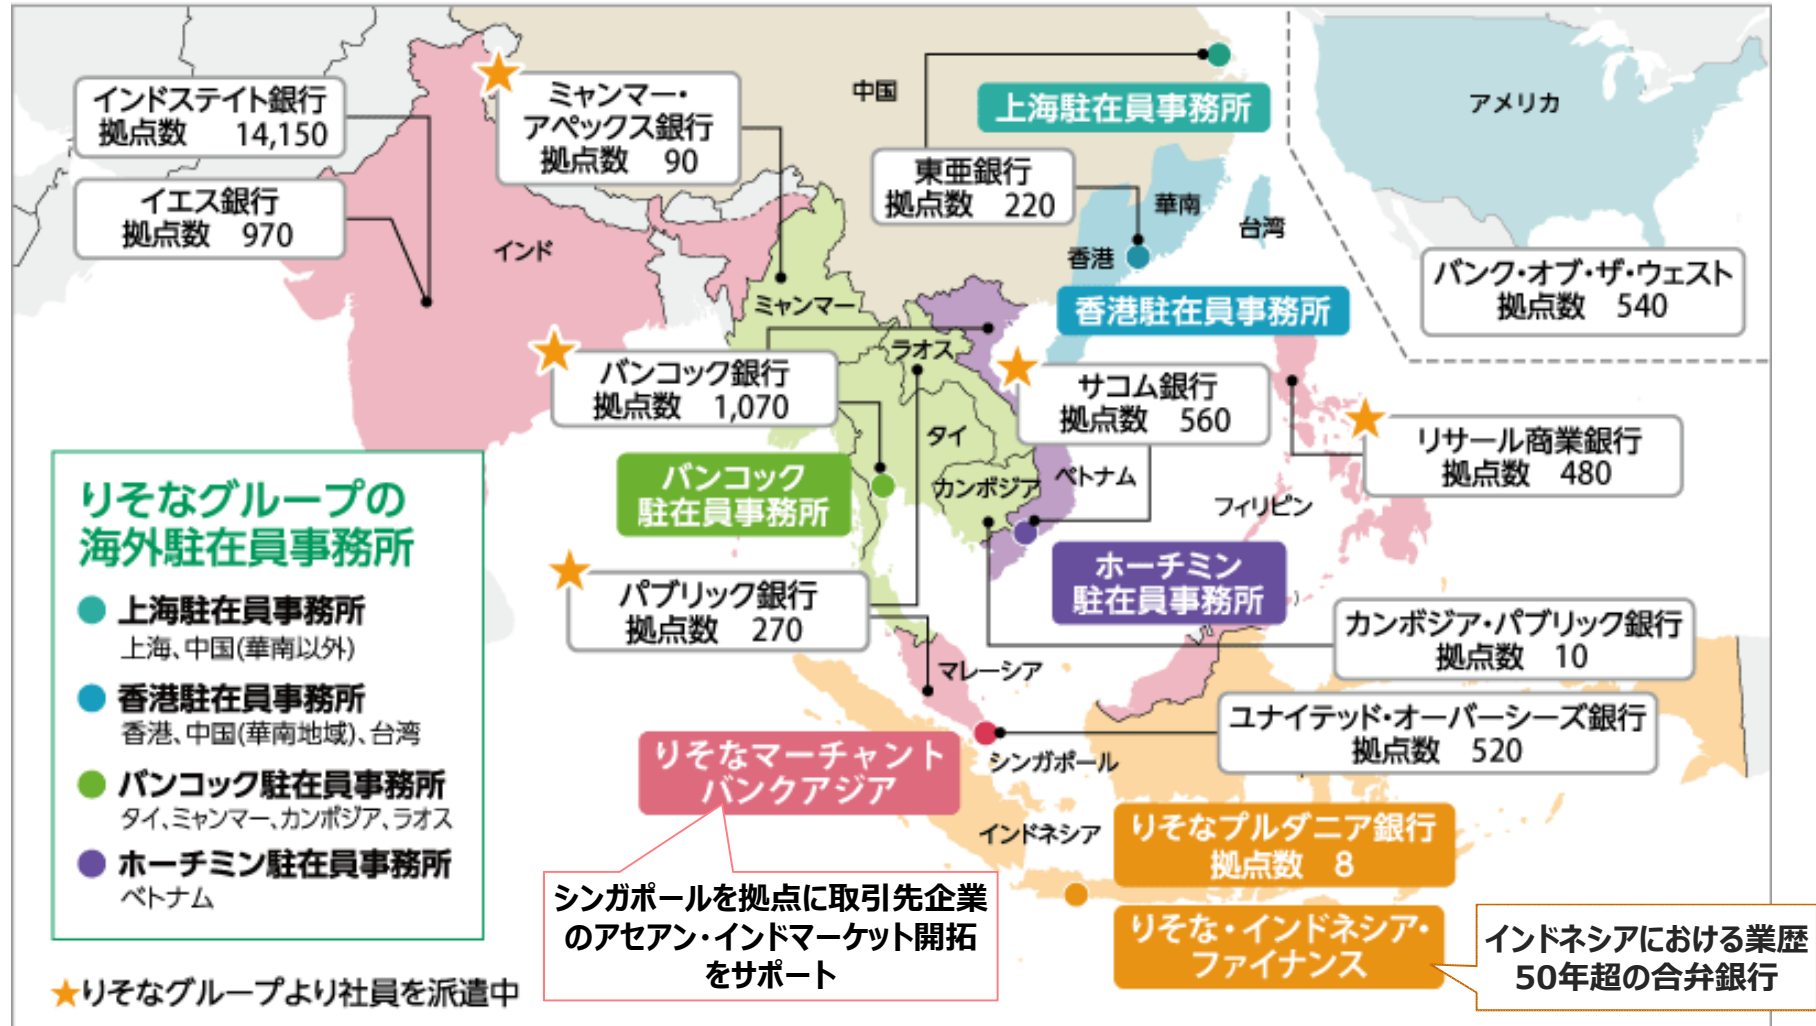 インドステイト銀行
拠点数 14,150
イエス銀行
拠点数 970
インド
ミャンマー・
アペックス銀行
拠点数 90
中国
上海駐在員事務所
東亜銀行
拠点数 220
華南
台湾
香港
香港駐在員事務所
アメリカ
バンク・オブ・ザ・ウェスト
拠点数 540
ミャンマー
ラオス
バンコック銀行
拠点数 1,070
サコム銀行
拠点数 560
リサール商業銀行
拠点数 480
タイ
カンボジア
ベトナム
フィリピン
バンコック
駐在員事務所
ホーチミン
駐在員事務所
パブリック銀行
拠点数 270
カンボジア・パブリック銀行
拠点数 10
マレーシア
ユナイテッド・オーバーシーズ銀行
拠点数 520
シンガポール
りそなマーチャント
バンクアジア
シンガポールを拠点に取引先企業
のアセアン・インドマーケット開拓
をサポート
インドネシア
りそなプルダニア銀行
拠点数 8
りそな・インドネシア・
ファイナンス
インドネシアにおける業歴
50年超の合弁銀行
りそなグループの
海外駐在員事務所
上海駐在員事務所
上海、中国(華南以外)
香港駐在員事務所
香港、中国(華南地域)、台湾
バンコック駐在員事務所
タイ、ミャンマー、カンボジア、ラオス
ホーチミン駐在員事務所
ベトナム
★りそなグループより社員を派遣中